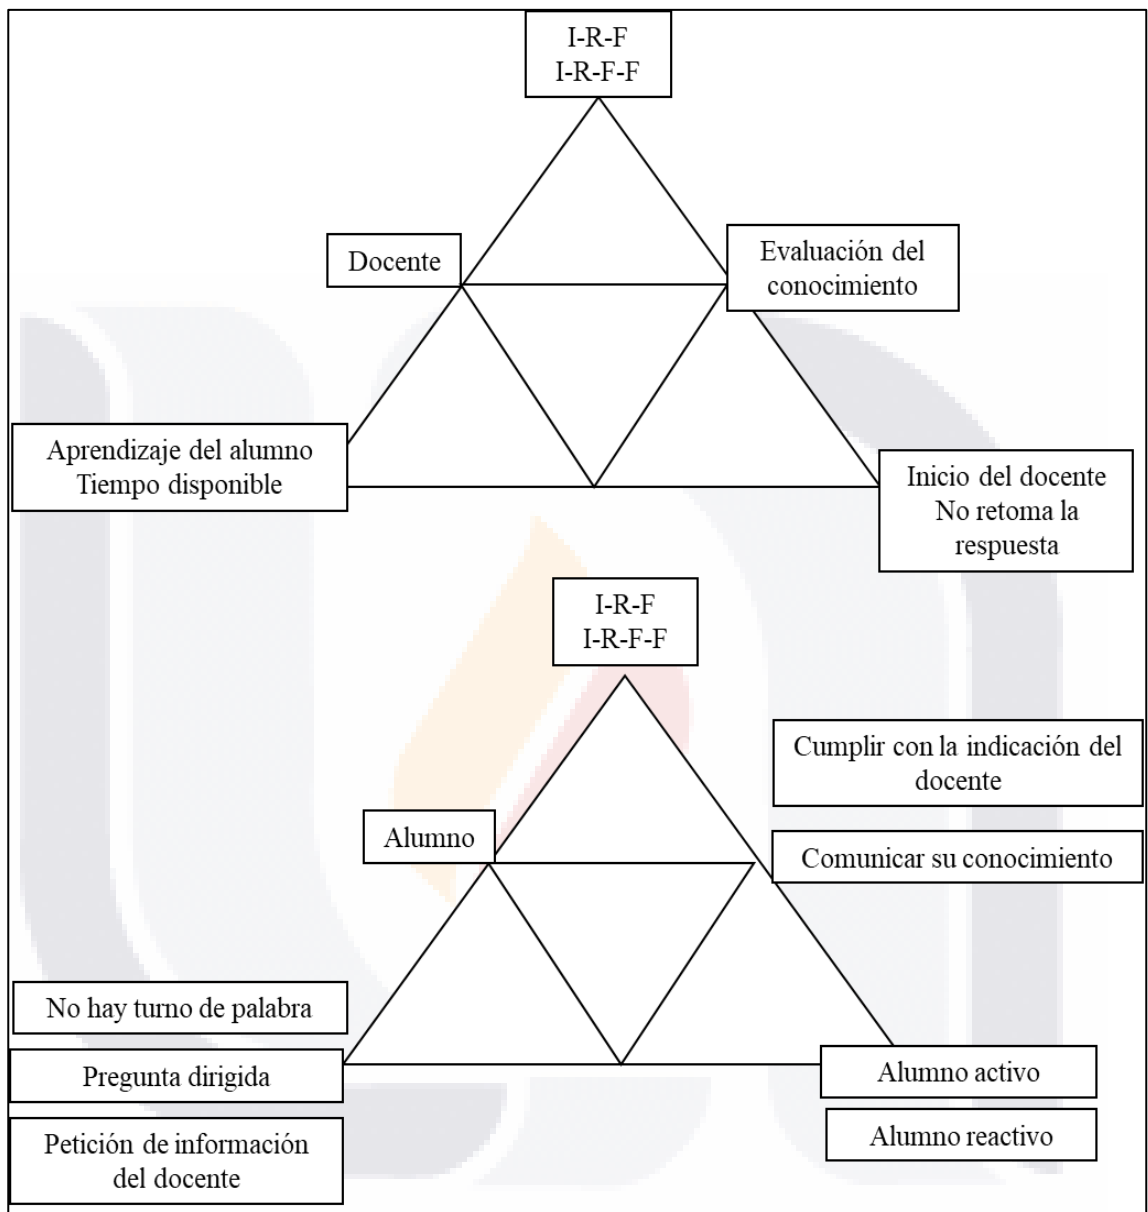 I-R-F
I-R-F-F
Docente
Evaluación del
conocimiento
Aprendizaje del alumno
Tiempo disponible
Inicio del docente
No retoma la
respuesta
I-R-F
I-R-F-F
Cumplir con la indicación del
docente
Alumno
Comunicar su conocimiento
No hay turno de palabra
Pregunta dirigida
Alumno activo
Petición de información
del docente
Alumno reactivo